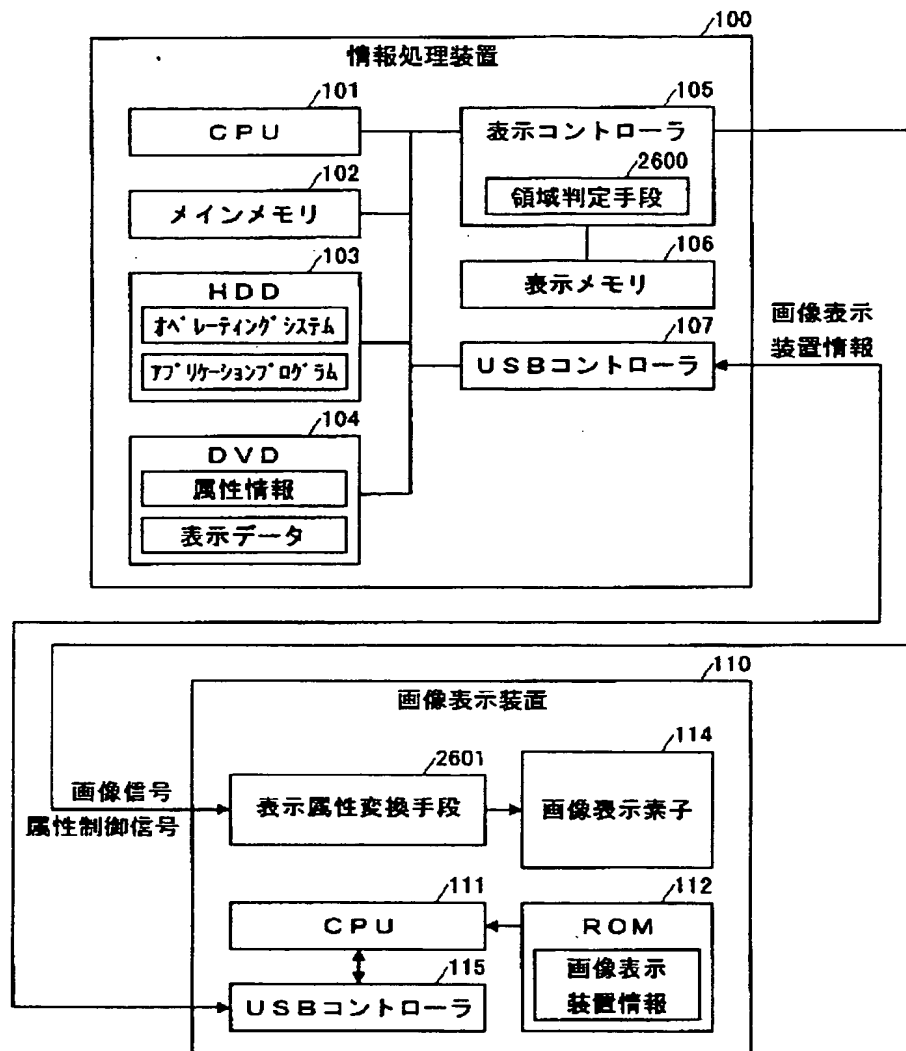 100
情報処理装置
101
CPU
102
メインメモリ
103
HDD
オペレーティングシステム
アプリケーションプログラム
104
DVD
属性情報
表示データ
105
表示コントローラ
2600
領域判定手段
106
表示メモリ
107
USBコントローラ
画像表示
装置情報
110
画像表示装置
画像信号
属性制御信号
2601
表示属性変換手段
114
画像表示素子
111
CPU
115
USBコントローラ
112
ROM
画像表示
装置情報